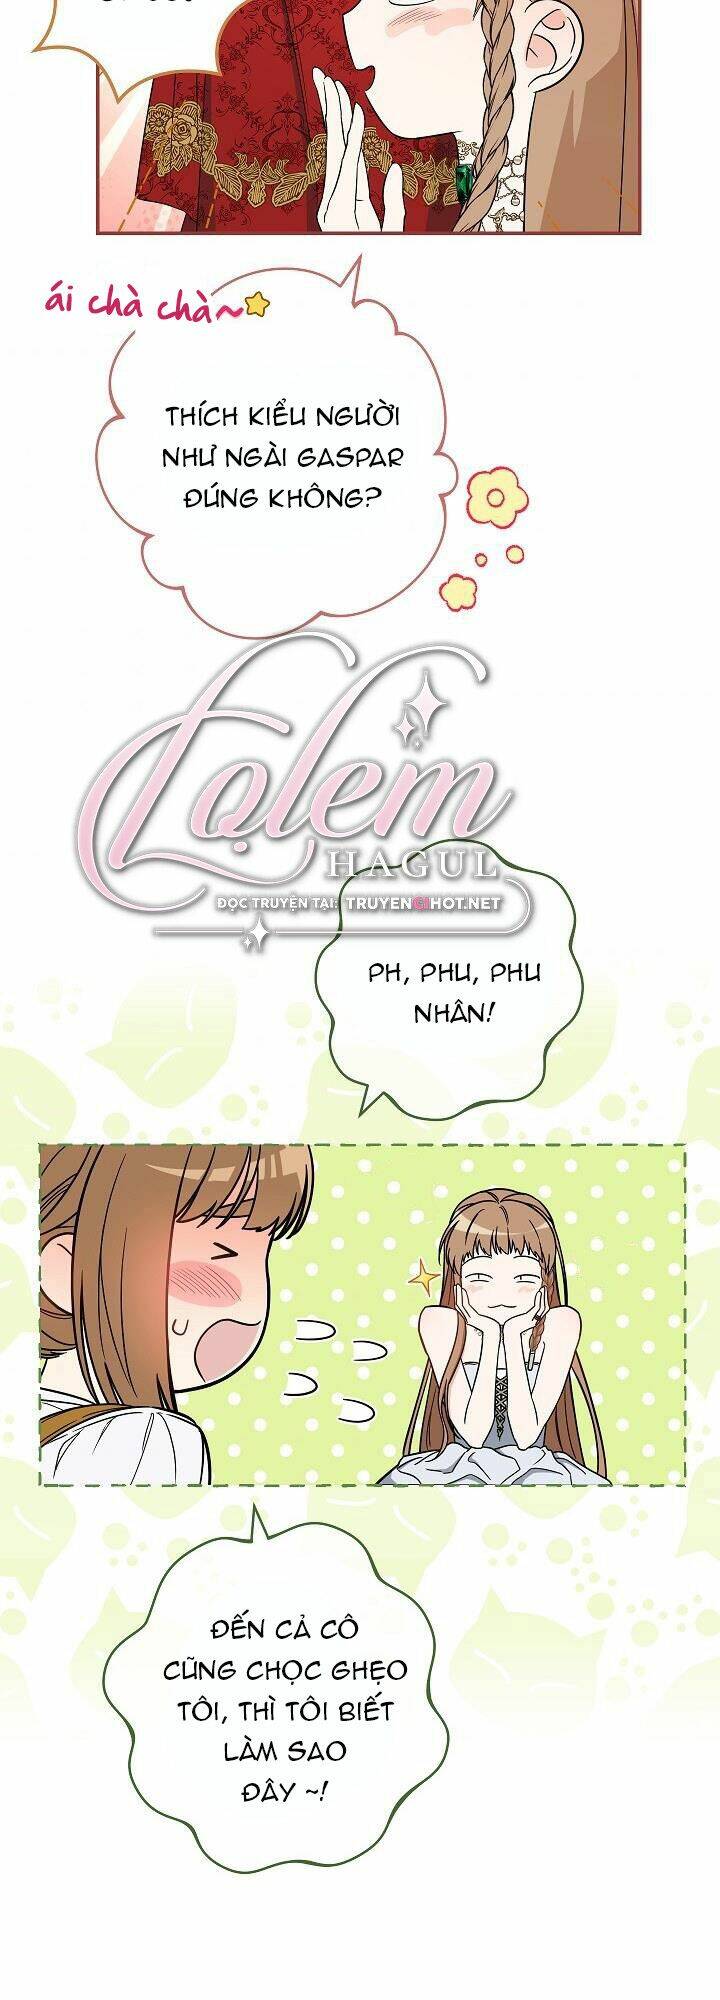 ái chà chà~
THÍCH KIỂU NGƯỜI
NHƯ NGÀI GASPAR
ĐÚNG KHÔNG?
Lọlem
HAGUL
ĐỌC TRUYỆN TẠI: TRUYENGIHOT.NET
PH, PHU, PHU
NHÂN!
ĐẾN CẢ CÔ
CŨNG CHỌC GHẸO
TÔI, THÌ TÔI BIẾT
LÀM SAO
ĐÂY ~!